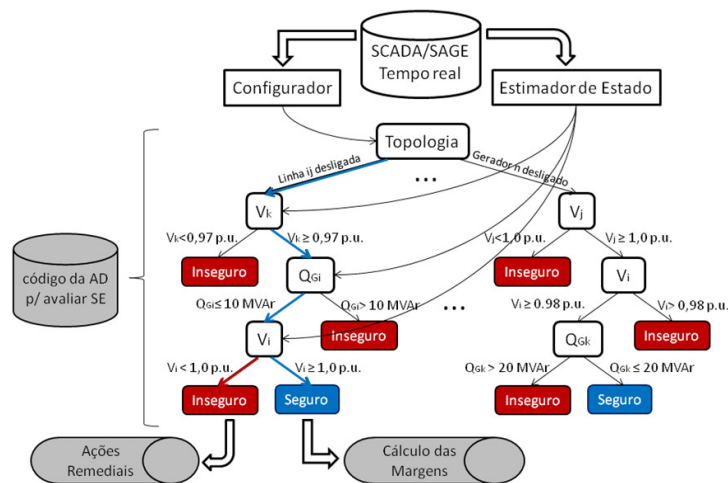 SCADA/SAGE
Tempo real
Configurador
Estimador de Estado
Topologia
Linha ij desligada
Gerador n desligado
...
Vk
Vj
Vk<0,97 p.u.
Vk≥ 0,97 p.u.
Vj<1,0 p.u.
Vj≥ 1,0 p.u.
Inseguro
QGi
Inseguro
Vi
código da AD
p/ avaliar SE
QGi≤ 10 MVAr
QGi> 10 MVAr
...
Vi≥ 0.98 p.u.
Vi> 0,98 p.u.
Vi
Inseguro
QGk
Inseguro
Vi < 1,0 p.u.
Vi ≥ 1,0 p.u.
QGk > 20 MVAr
QGk ≤ 20 MVAr
Inseguro
Seguro
Inseguro
Seguro
Ações
Remediais
Cálculo das
Margens